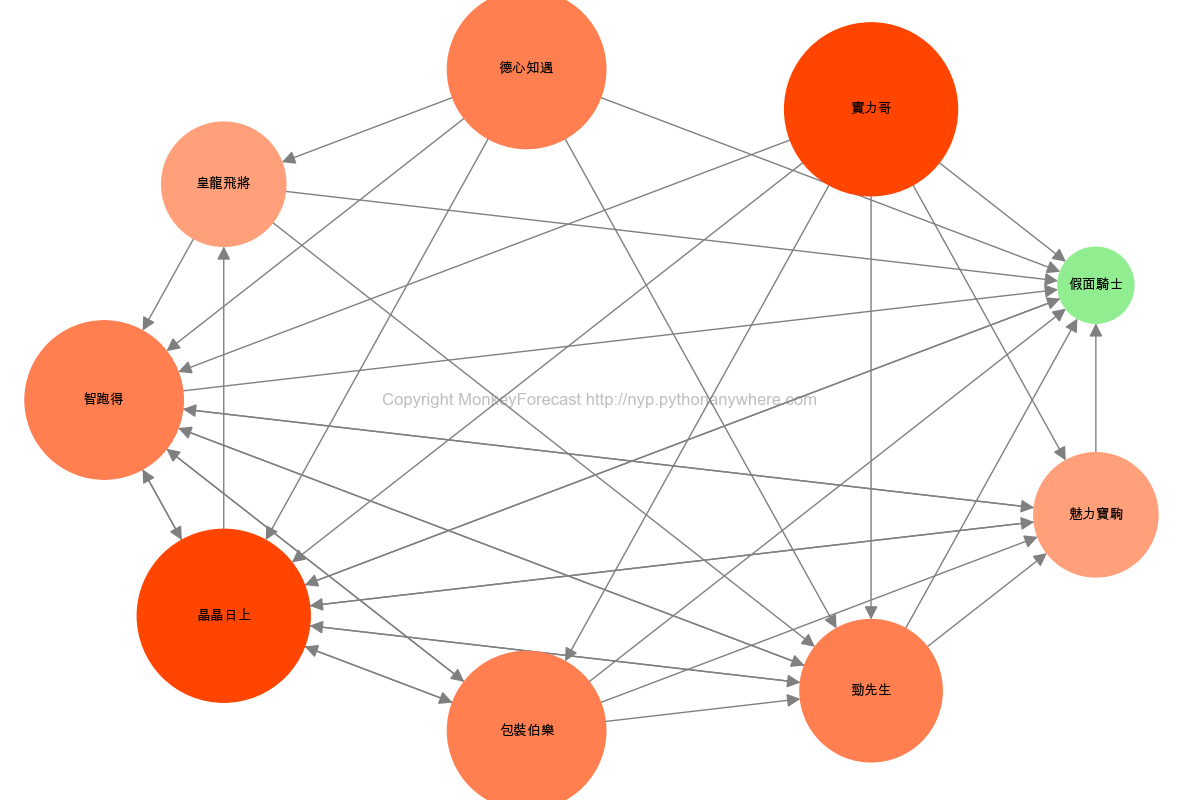 德心知遇
實力哥
皇龍飛將
假面騎士
智跑得
Copyright MonkeyForecast http://nyp.pythonanywhere.com
魅力寶駒
晶晶日上
勁先生
包裝伯樂